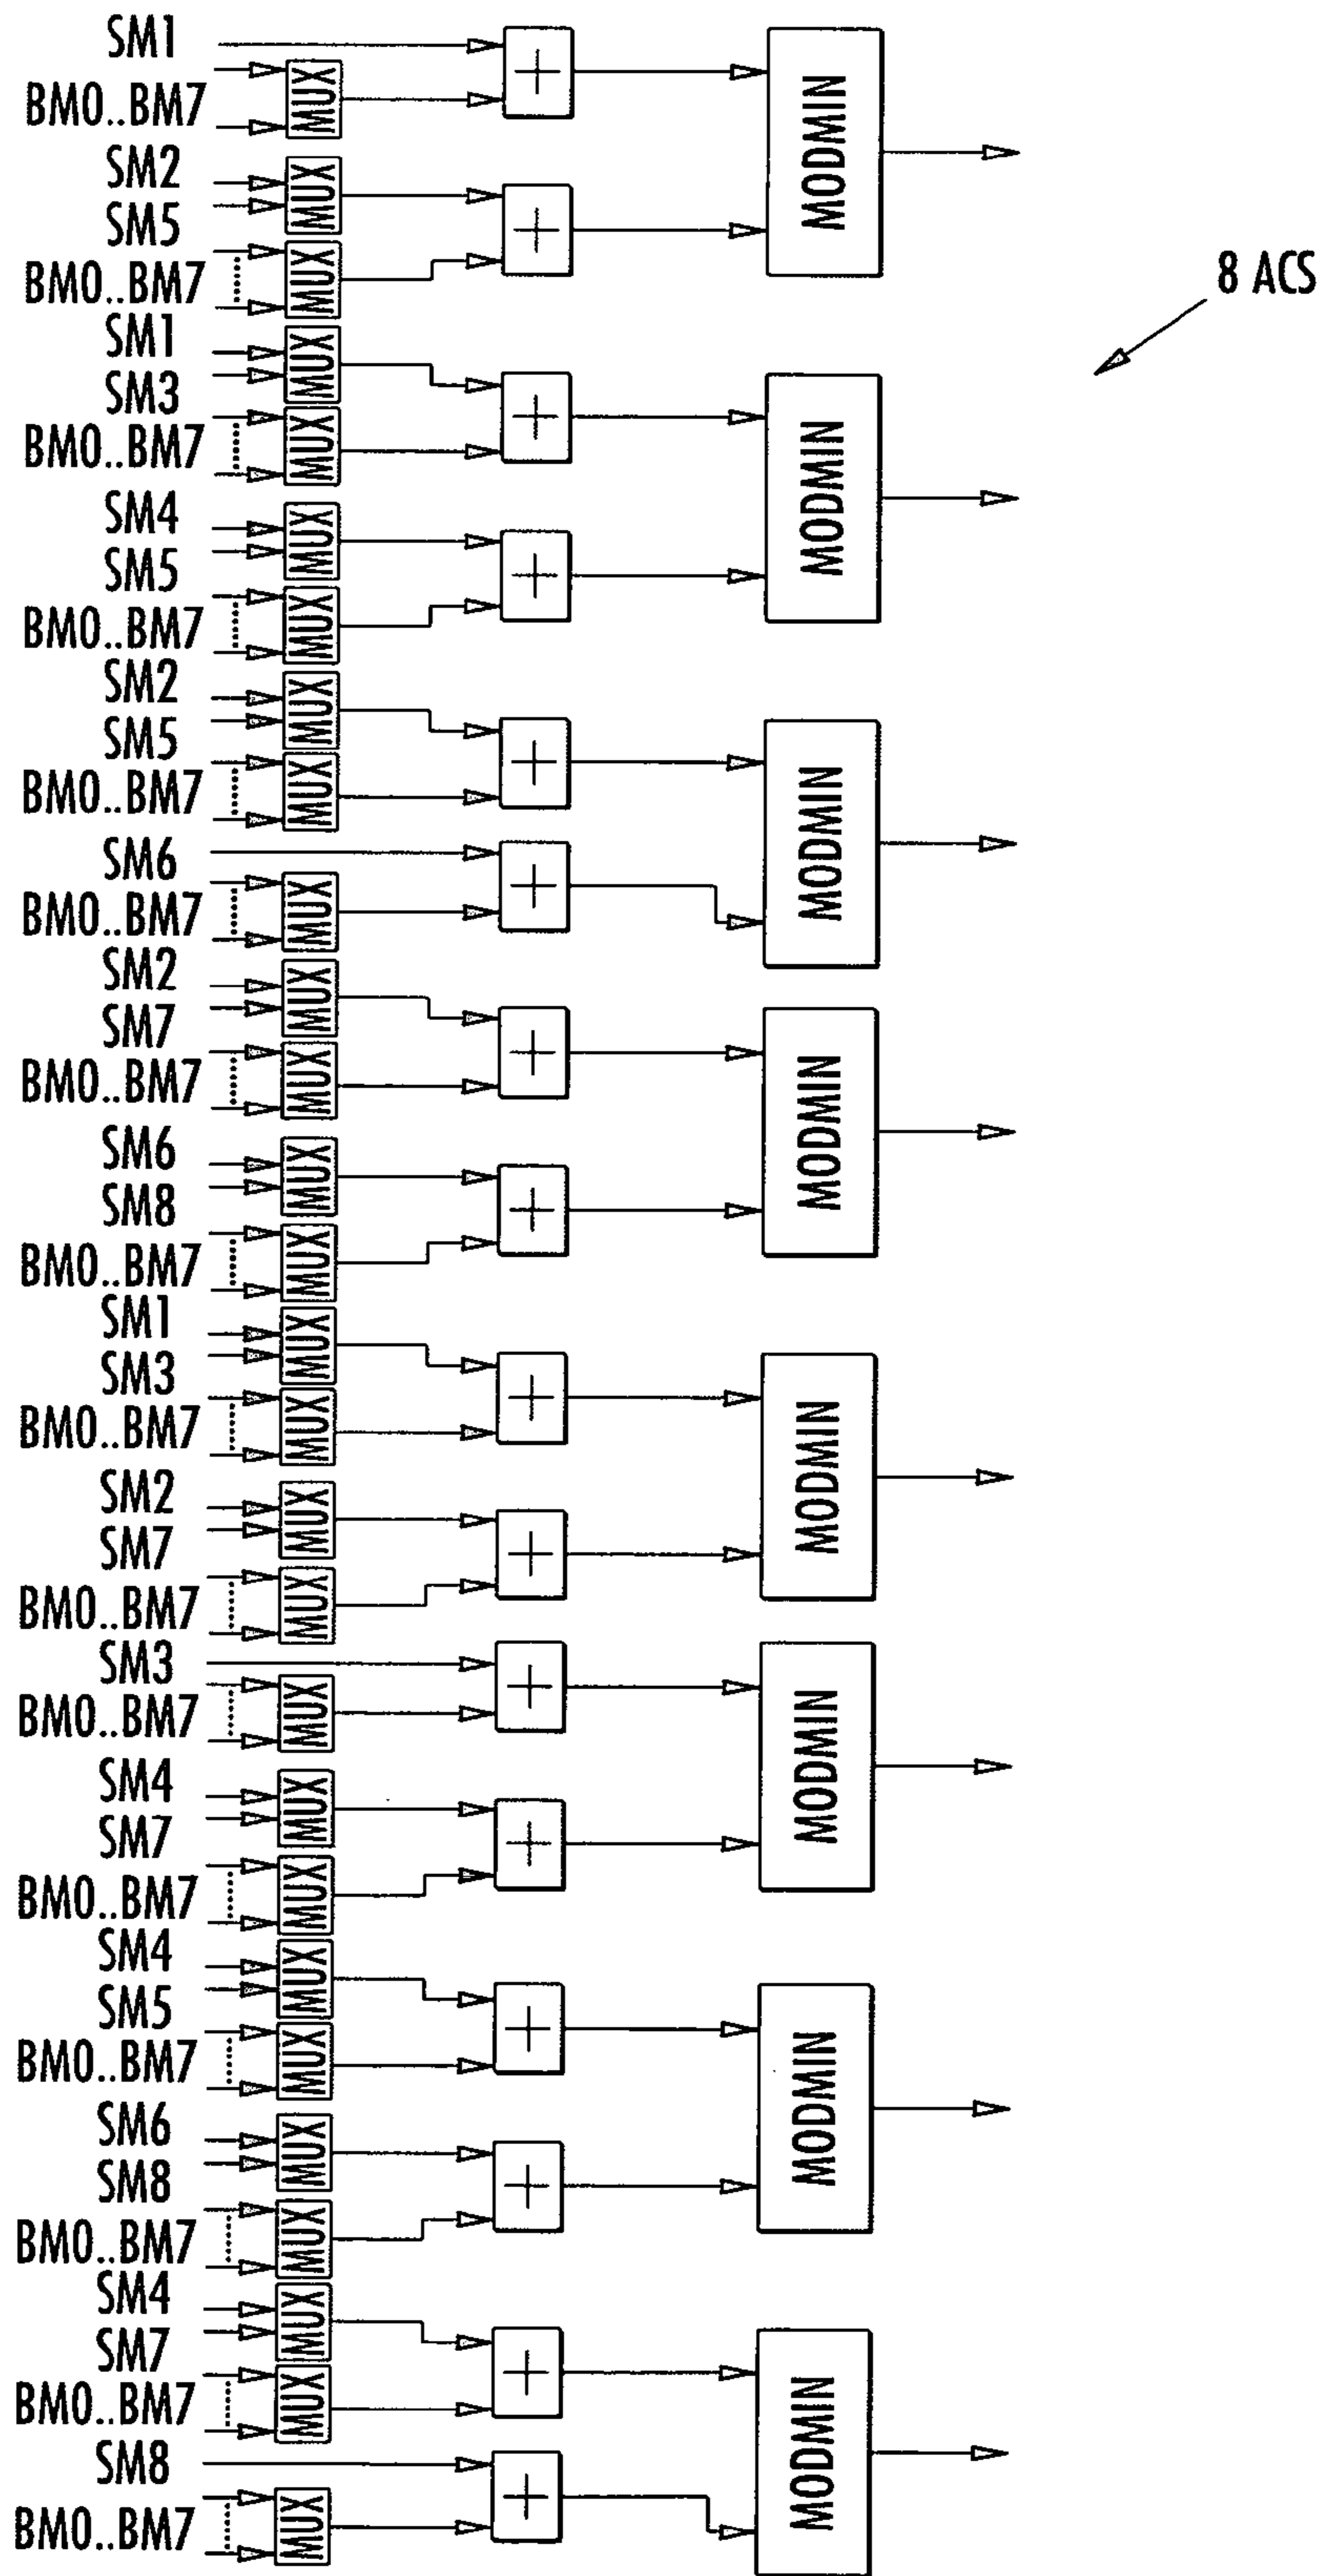 SM1
MUX
BM0..BM7
+
MODMIN
SM2
MUX
SM5
+
BM0..BM7
MUX
8 ACS
SM1
MUX
SM3
+
BM0..BM7
MUX
MODMIN
SM4
MUX
SM5
+
BM0..BM7
MUX
SM2
MUX
SM5
+
BM0..BM7
MUX
MODMIN
SM6
+
BM0..BM7
MUX
SM2
MUX
SM7
+
BM0..BM7
MUX
MODMIN
SM6
MUX
SM8
+
BM0..BM7
MUX
SM1
MUX
SM3
+
BM0..BM7
MUX
MODMIN
SM2
MUX
SM7
+
BM0..BM7
MUX
SM3
+
BM0..BM7
MUX
MODMIN
SM4
MUX
SM7
+
BM0..BM7
MUX
SM4
MUX
SM5
+
BM0..BM7
MUX
MODMIN
SM6
MUX
SM8
+
BM0..BM7
MUX
SM4
MUX
SM7
+
BM0..BM7
MUX
MODMIN
SM8
+
BM0..BM7
MUX